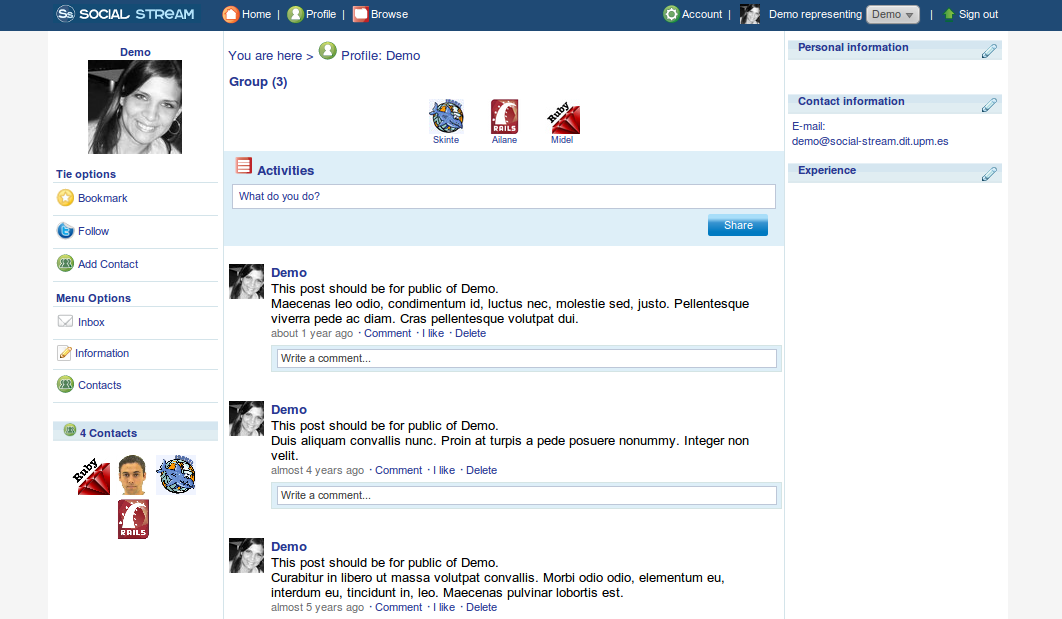 Ss SOCIAL STREAM
Home | Profile | Browse
Account | Demo representing Demo | Sign out
Demo
Tie options
Bookmark
Follow
Add Contact
Menu Options
Inbox
Information
Contacts
4 Contacts
Ruby
RAILS
You are here > Profile: Demo
Group (3)
RAILS
Ruby
Skinte Ailane Midel
Activities
What do you do?
Share
Demo
This post should be for public of Demo.
Maecenas leo odio, condimentum id, luctus nec, molestie sed, justo. Pellentesque
viverra pede ac diam. Cras pellentesque volutpat dui.
about 1 year ago · Comment · I like · Delete
Write a comment...
Demo
This post should be for public of Demo.
Duis aliquam convallis nunc. Proin at turpis a pede posuere nonummy. Integer non
velit.
almost 4 years ago · Comment · I like · Delete
Write a comment...
Demo
This post should be for public of Demo.
Curabitur in libero ut massa volutpat convallis. Morbi odio odio, elementum eu,
interdum eu, tincidunt in, leo. Maecenas pulvinar lobortis est.
almost 5 years ago · Comment · I like · Delete
Personal information
Contact information
E-mail:
demo@social-stream.dit.upm.es
Experience